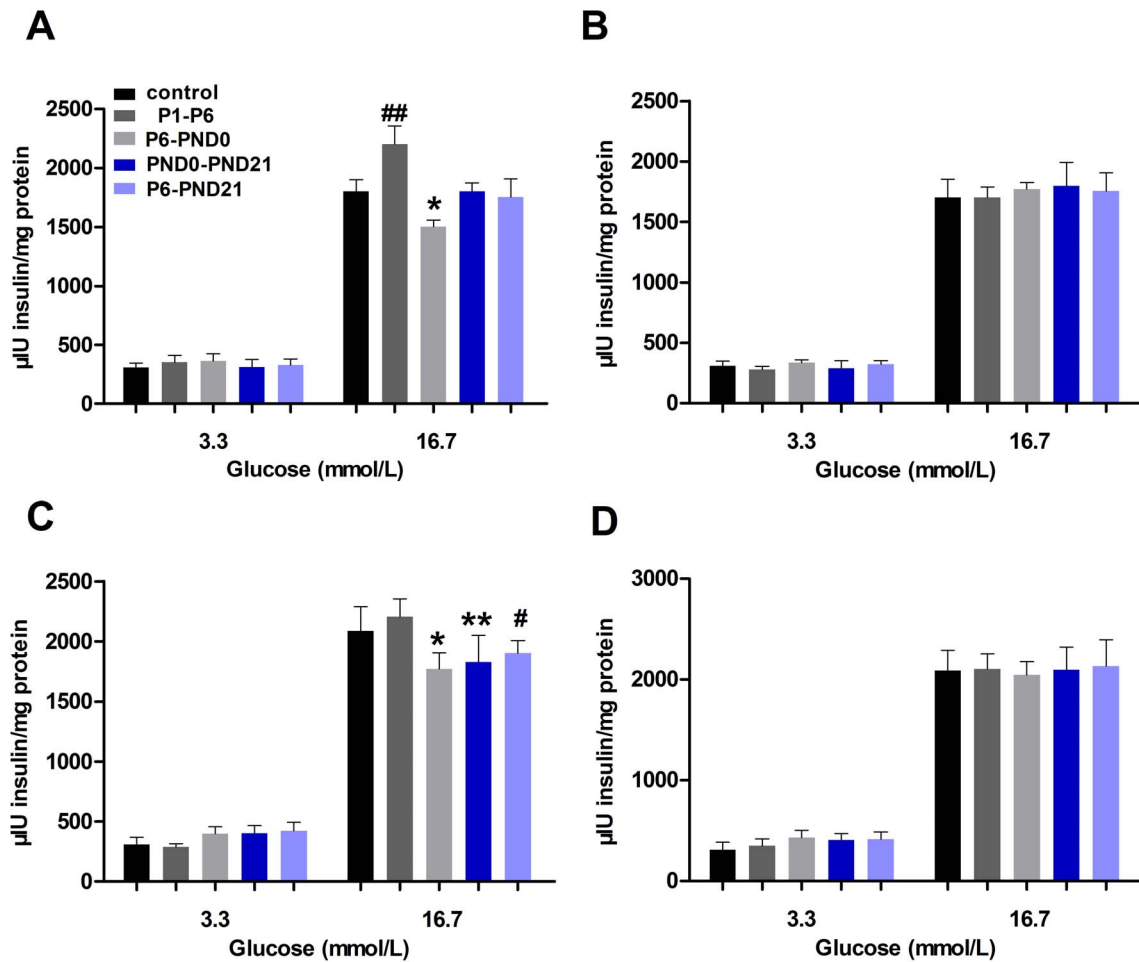 A
control
P1-P6
P6-PND0
PND0-PND21
P6-PND21
2500
2000
1500
1000
500
0
µIU insulin/mg protein
##
*
3.3
16.7
Glucose (mmol/L)
B
2500
2000
1500
1000
500
0
µIU insulin/mg protein
3.3
16.7
Glucose (mmol/L)
C
2500
2000
1500
1000
500
0
µIU insulin/mg protein
*
**
#
3.3
16.7
Glucose (mmol/L)
D
3000
2000
1000
0
µIU insulin/mg protein
3.3
16.7
Glucose (mmol/L)